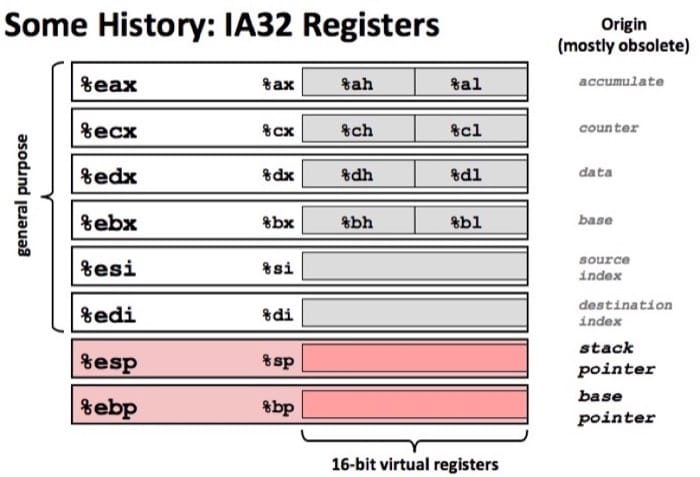 Some History: IA32 Registers
Origin
(mostly obsolete)
general purpose
%eax %ax %ah %al accumulate
%ecx %cx %ch %cl counter
%edx %dx %dh %dl data
%ebx %bx %bh %bl base
%esi %si source
index
%edi %di destination
index
%esp %sp stack
pointer
%ebp %bp base
pointer
16-bit virtual registers